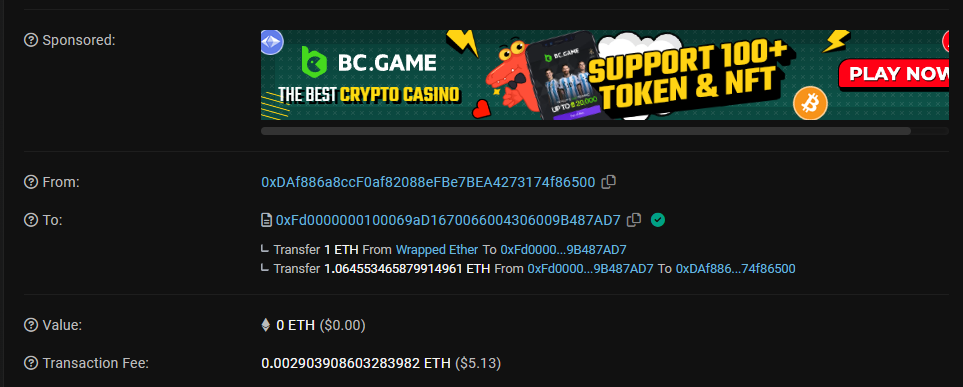 Sponsored:
BC.GAME
THE BEST CRYPTO CASINO
UP TO $ 20,000
SUPPORT 100+
TOKEN & NFT
PLAY NOW
From:
0xDAf886a8ccF0af82088eFBe7BEA4273174f86500
To:
0xFd0000000100069aD1670066004306009B487AD7
Transfer 1 ETH From Wrapped Ether To 0xFd0000...9B487AD7
Transfer 1.064553465879914961 ETH From 0xFd0000...9B487AD7 To 0xDAf886...74f86500
Value:
0 ETH ($0.00)
Transaction Fee:
0.002903908603283982 ETH ($5.13)